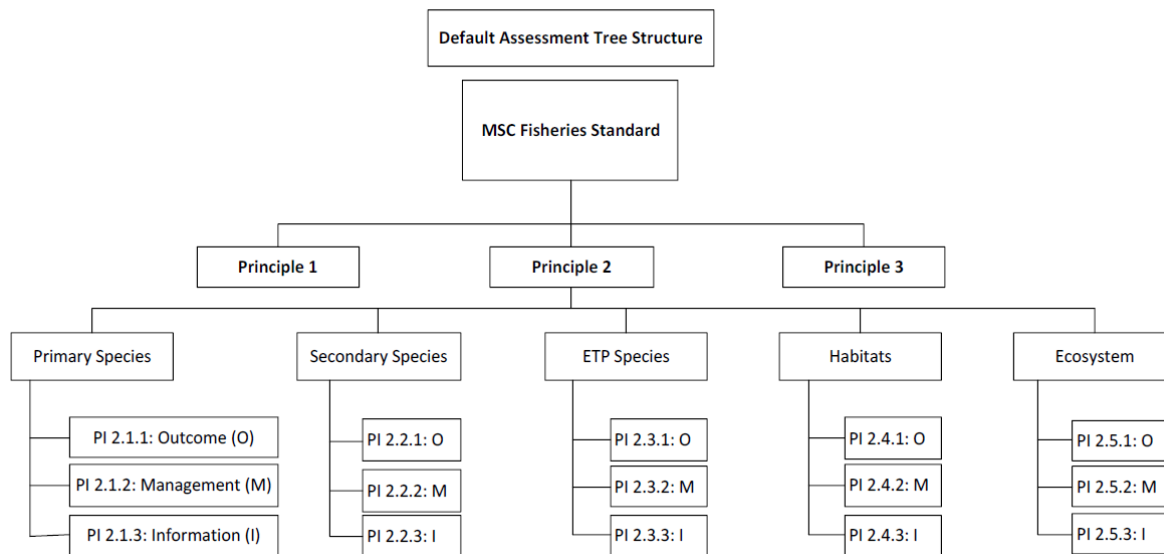 Default Assessment Tree Structure
MSC Fisheries Standard
Principle 1
Principle 2
Principle 3
Primary Species
Secondary Species
ETP Species
Habitats
Ecosystem
PI 2.1.1: Outcome (O)
PI 2.2.1: O
PI 2.3.1: O
PI 2.4.1: O
PI 2.5.1: O
PI 2.1.2: Management (M)
PI 2.2.2: M
PI 2.3.2: M
PI 2.4.2: M
PI 2.5.2: M
PI 2.1.3: Information (I)
PI 2.2.3: I
PI 2.3.3: I
PI 2.4.3: I
PI 2.5.3: I